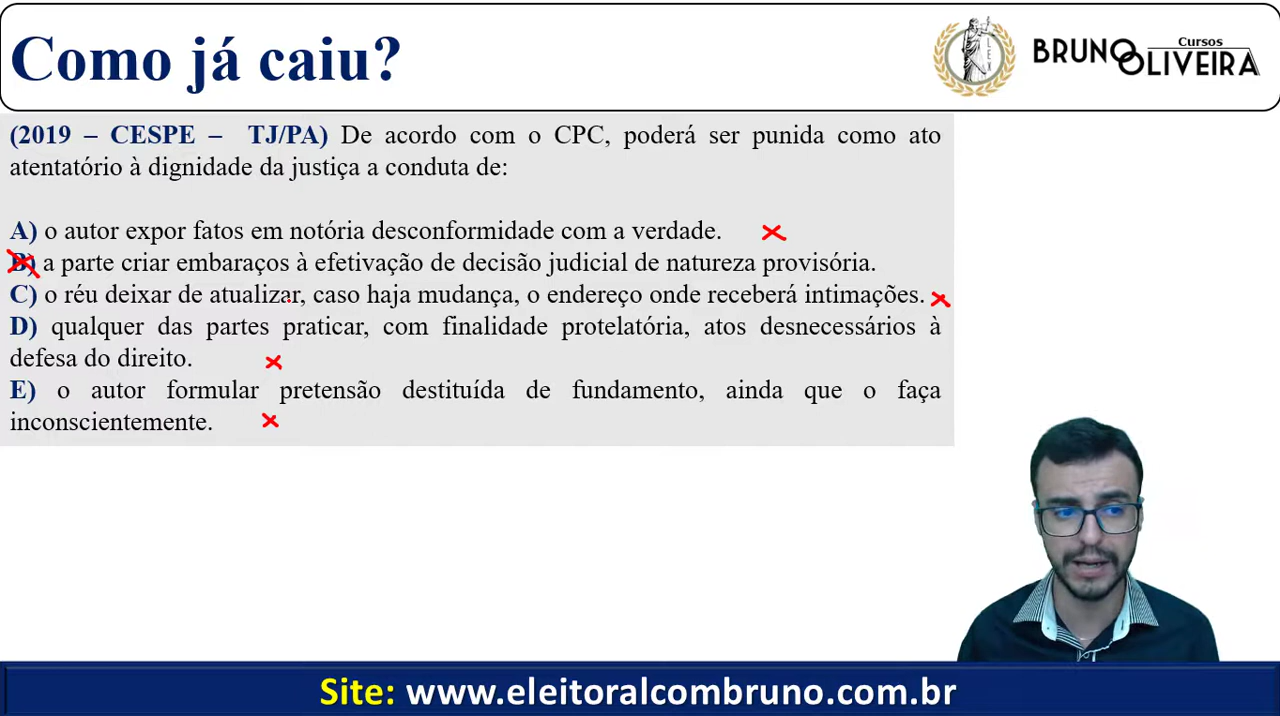 Como já caiu?
Cursos
BRUNO
OLIVEIRA
LEX
(2019 – CESPE – TJ/PA) De acordo com o CPC, poderá ser punida como ato
atentatório à dignidade da justiça a conduta de:
A) o autor expor fatos em notória desconformidade com a verdade.
B) a parte criar embaraços à efetivação de decisão judicial de natureza provisória.
C) o réu deixar de atualizar, caso haja mudança, o endereço onde receberá intimações.
D) qualquer das partes praticar, com finalidade protelatória, atos desnecessários à
defesa do direito.
E) o autor formular pretensão destituída de fundamento, ainda que o faça
inconscientemente.
Site: www.eleitoralcombruno.com.br